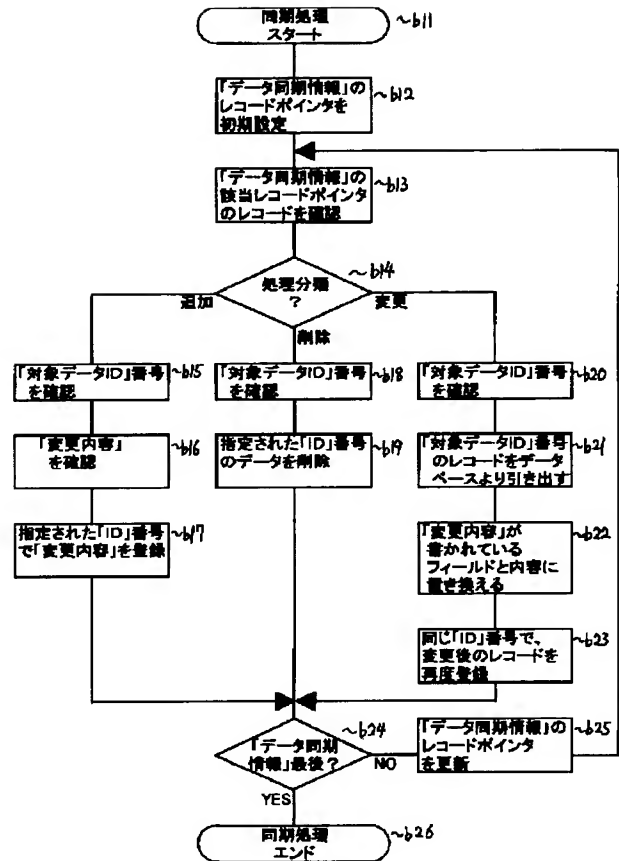 同期処理
スタート
~b11
「データ同期情報」の
レコードポインタを
初期設定
~b12
「データ同期情報」の
該当レコードポインタ
のレコードを確認
~b13
処理分類
?
~b14
追加
削除
変更
「対象データID」番号
を確認
~b15
「変更内容」
を確認
~b16
指定された「ID」番号
で「変更内容」を登録
~b17
「対象データID」番号
を確認
~b18
指定された「ID」番号
のデータを削除
~b19
「対象データID」番号
を確認
~b20
「対象データID」番号
のレコードをデータ
ベースより引き出す
~b21
「変更内容」が
書かれている
フィールドと内容に
置き換える
~b22
同じ「ID」番号で、
変更後のレコードを
再度登録
~b23
「データ同期
情報」最後?
~b24
NO
YES
「データ同期情報」の
レコードポインタ
を更新
~b25
同期処理
エンド
~b26